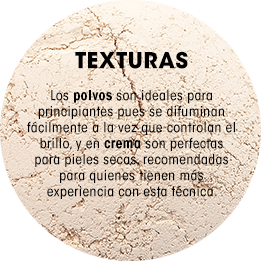 TEXTURAS
Los polvos son ideales para
principiantes pues se difuminan
fácilmente a la vez que controlan el
brillo, y en crema son perfectas
para pieles secas, recomendadas
para quienes tienen más
experiencia con esta técnica